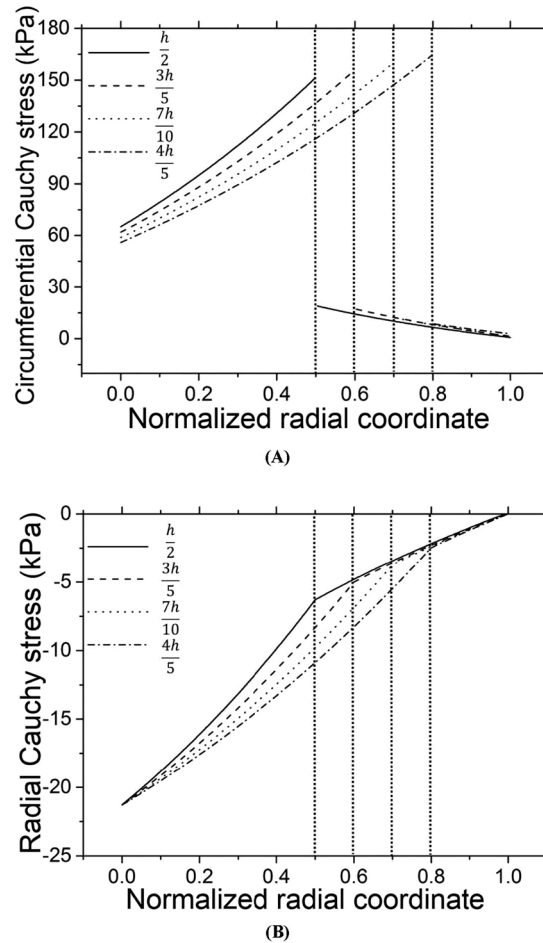 Circumferential Cauchy stress (kPa)
180
150
120
90
60
30
0
h
2
3h
5
7h
10
4h
5
0.0 0.2 0.4 0.6 0.8 1.0
Normalized radial coordinate
(A)
Radial Cauchy stress (kPa)
0
-5
-10
-15
-20
-25
h
2
3h
5
7h
10
4h
5
0.0 0.2 0.4 0.6 0.8 1.0
Normalized radial coordinate
(B)